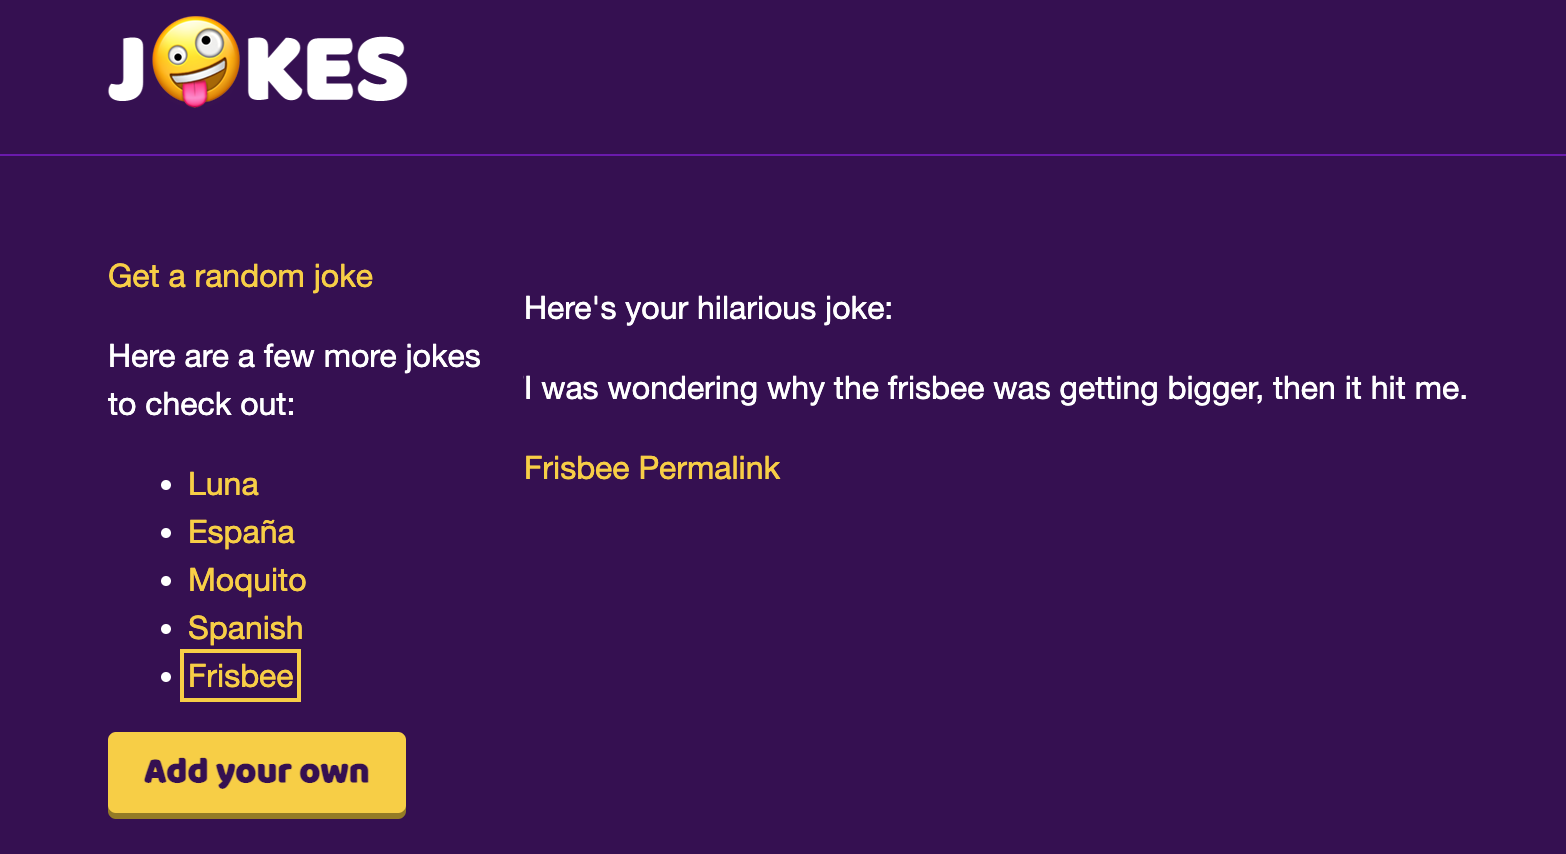 J🤪KES
Get a random joke
Here are a few more jokes
to check out:
Luna
España
Moquito
Spanish
Frisbee
Add your own
Here's your hilarious joke:
I was wondering why the frisbee was getting bigger, then it hit me.
Frisbee Permalink